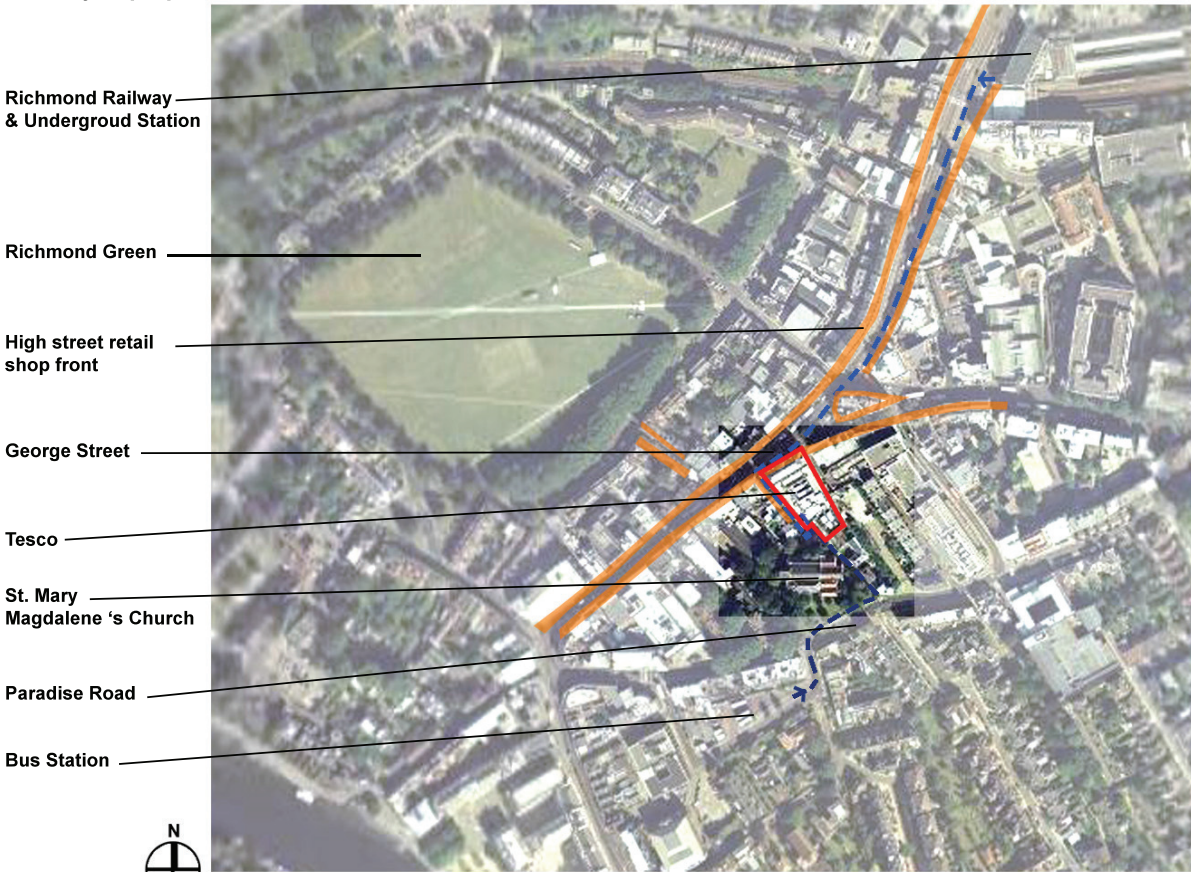 Richmond Railway
& Undergroud Station
Richmond Green
High street retail
shop front
George Street
Tesco
St. Mary
Magdalene ‘s Church
Paradise Road
Bus Station
N